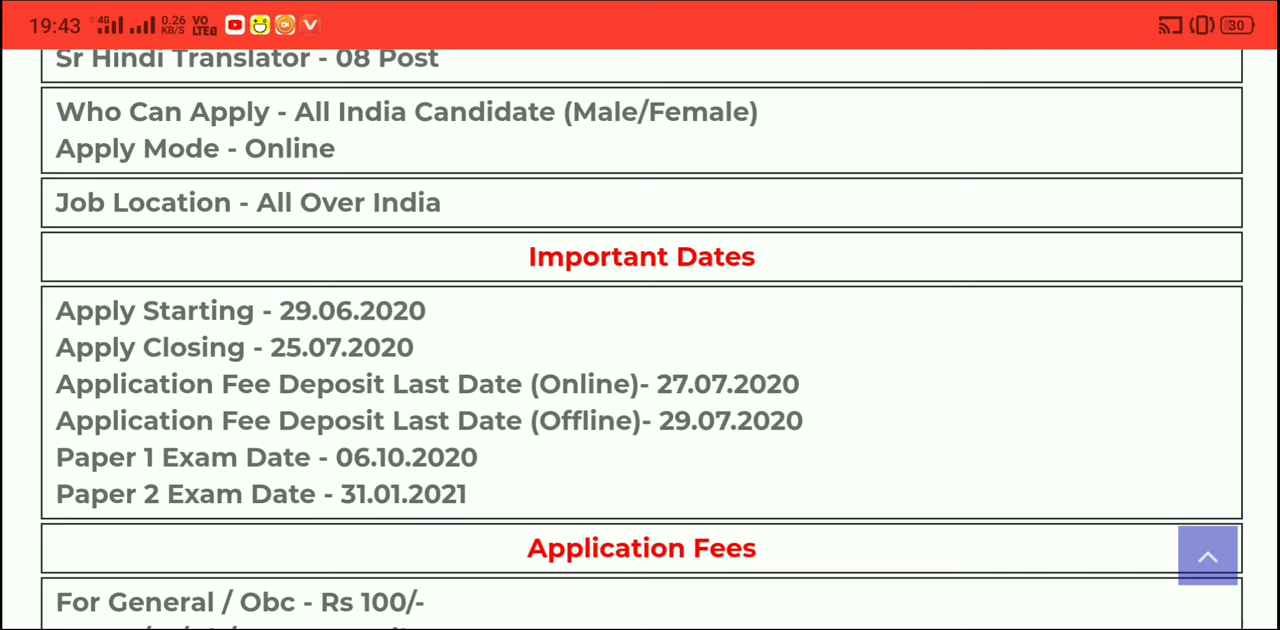 19:43 4G 0.26 KB/S VO LTE 30
Sr Hindi Translator - 08 Post
Who Can Apply - All India Candidate (Male/Female)
Apply Mode - Online
Job Location - All Over India
Important Dates
Apply Starting - 29.06.2020
Apply Closing - 25.07.2020
Application Fee Deposit Last Date (Online)- 27.07.2020
Application Fee Deposit Last Date (Offline)- 29.07.2020
Paper 1 Exam Date - 06.10.2020
Paper 2 Exam Date - 31.01.2021
Application Fees
For General / Obc - Rs 100/-